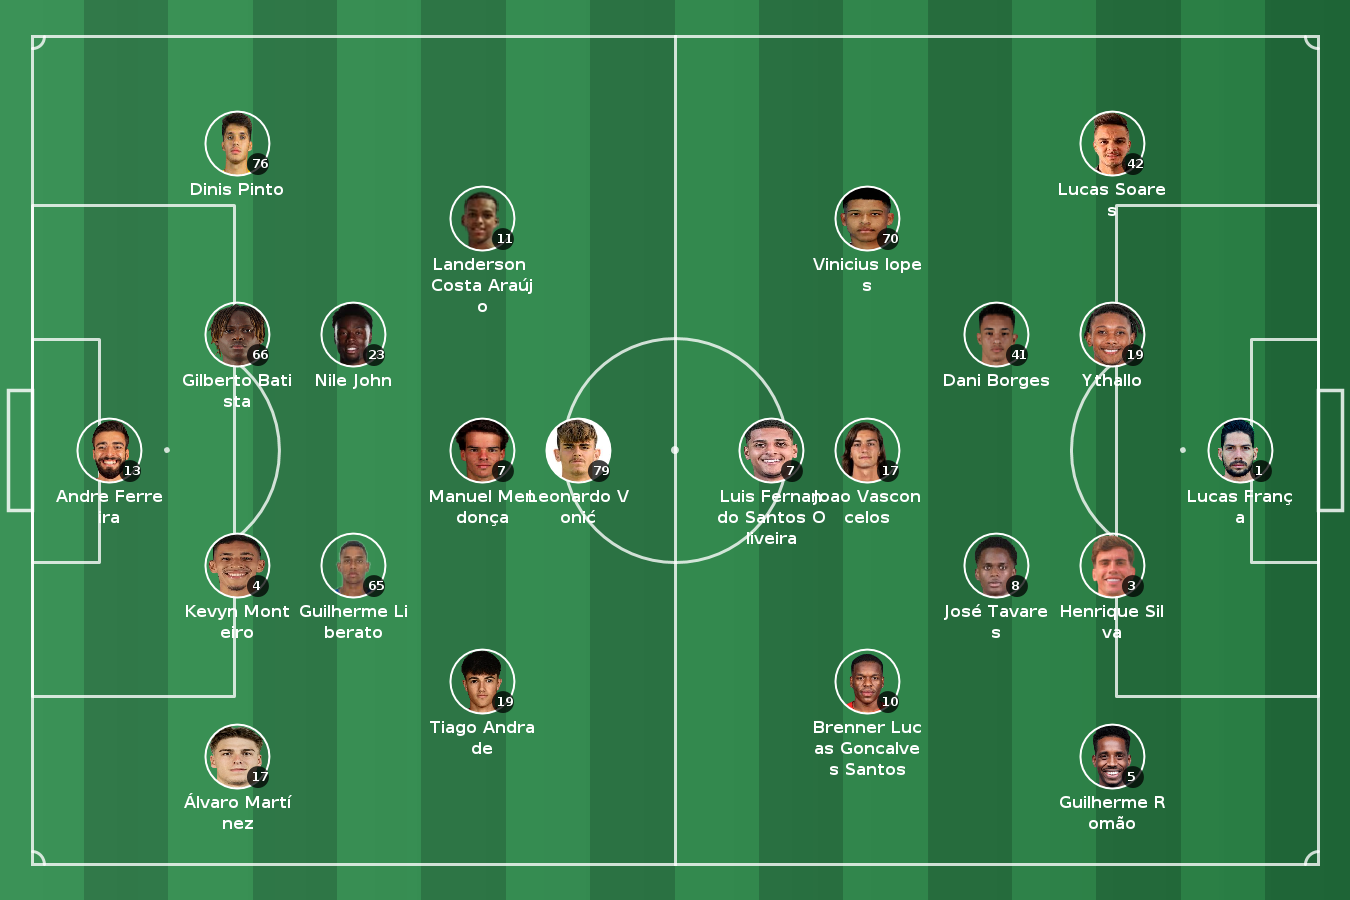 76
Dinis Pinto
42
Lucas Soare
s
11
Landerson
Costa Araúj
o
70
Vinicius lope
s
66
Gilberto Bati
sta
23
Nile John
41
Dani Borges
19
Ythallo
13
Andre Ferre
ira
7
Manuel Men
donça
79
Leonardo V
onić
7
Luis Fernan
do Santos O
liveira
17
Joao Vascon
celos
1
Lucas Franç
a
4
Kevyn Mont
eiro
65
Guilherme Li
berato
8
José Tavare
s
3
Henrique Sil
va
19
Tiago Andra
de
10
Brenner Luc
as Goncalve
s Santos
17
Álvaro Martí
nez
5
Guilherme R
omão